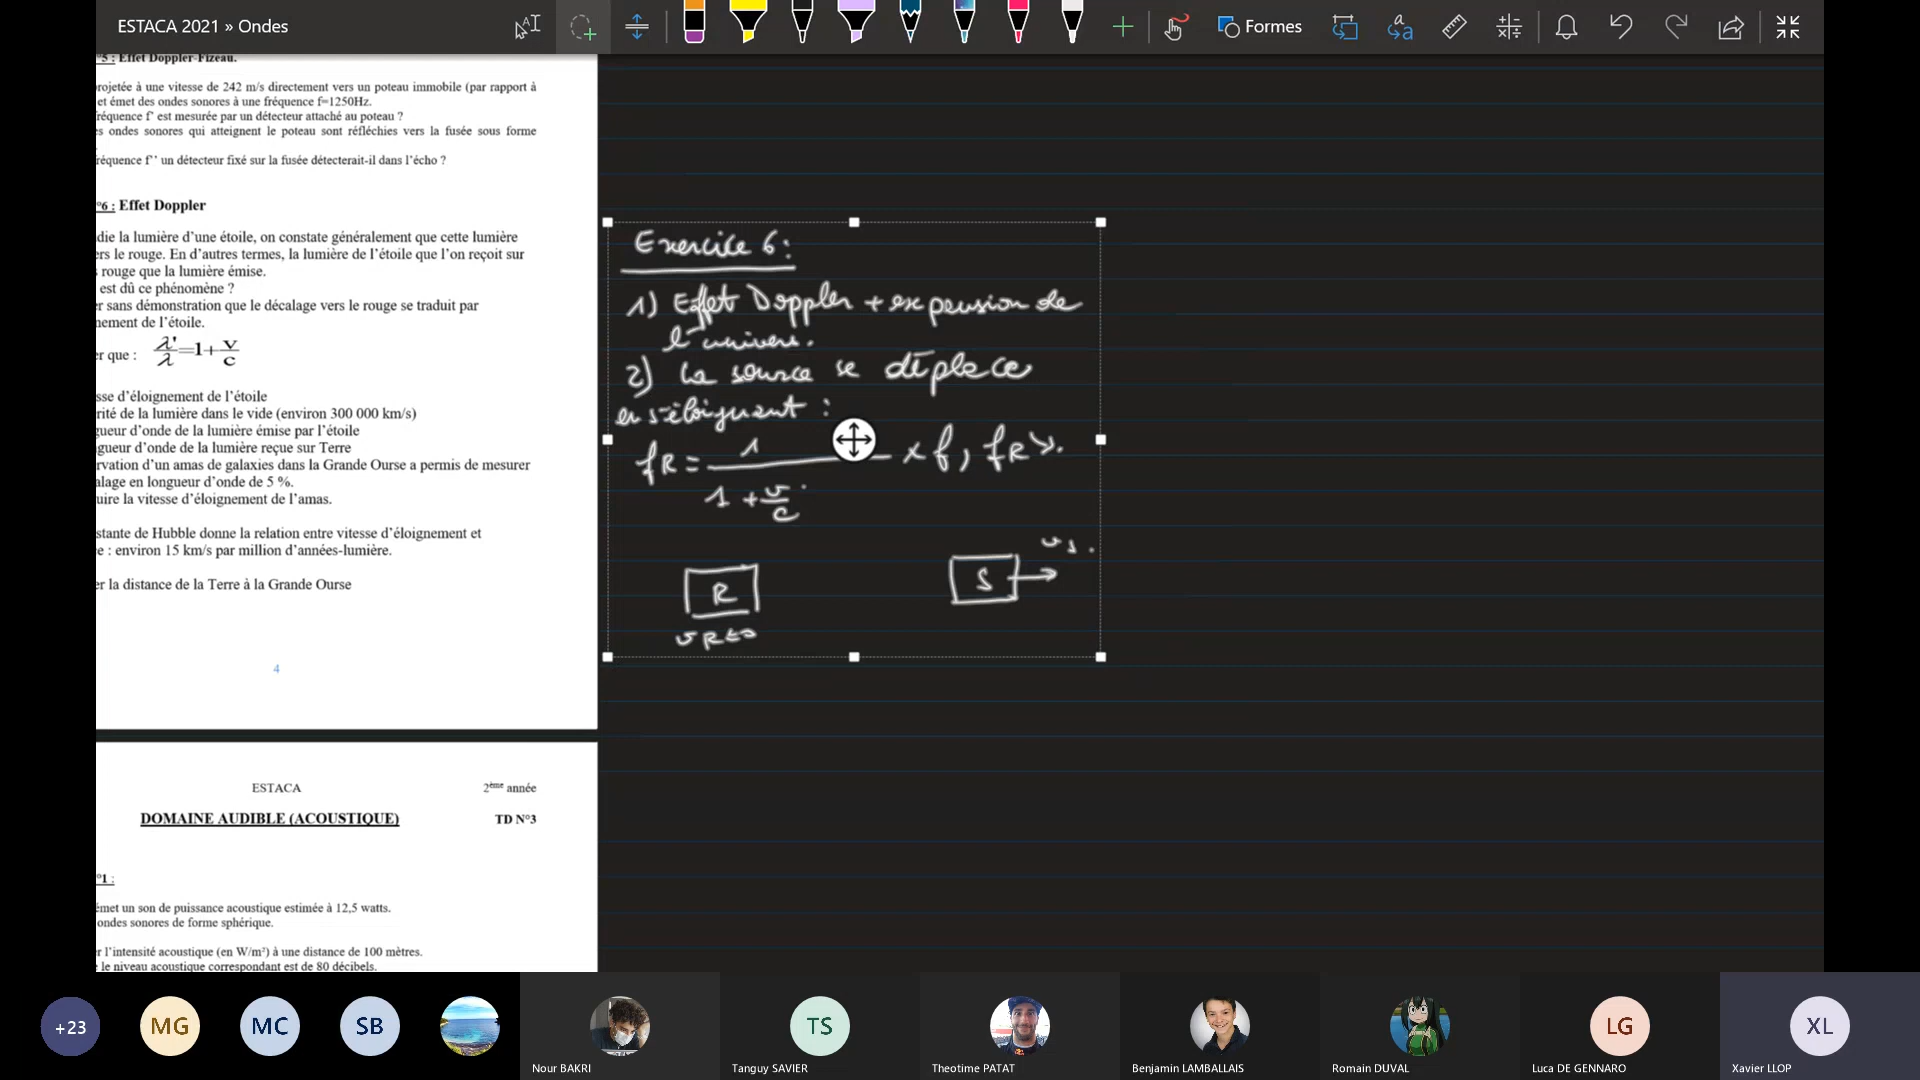 ESTACA 2021 » Ondes
Formes
n°5 : Effet Doppler-Fizeau.
rojetée à une vitesse de 242 m/s directement vers un poteau immobile (par rapport à
et émet des ondes sonores à une fréquence f=1250Hz.
réquence f' est mesurée par un détecteur attaché au poteau ?
s ondes sonores qui atteignent le poteau sont réfléchies vers la fusée sous forme
réquence f'' un détecteur fixé sur la fusée détecterait-il dans l'écho ?
°6 : Effet Doppler
die la lumière d'une étoile, on constate généralement que cette lumière
ers le rouge. En d'autres termes, la lumière de l'étoile que l'on reçoit sur
s rouge que la lumière émise.
est dû ce phénomène ?
er sans démonstration que le décalage vers le rouge se traduit par
nement de l'étoile.
er que : λ'/λ=1+v/c
sse d'éloignement de l'étoile
érité de la lumière dans le vide (environ 300 000 km/s)
gueur d'onde de la lumière émise par l'étoile
gueur d'onde de la lumière reçue sur Terre
rvation d'un amas de galaxies dans la Grande Ourse a permis de mesurer
alage en longueur d'onde de 5 %.
uire la vitesse d'éloignement de l'amas.
stante de Hubble donne la relation entre vitesse d'éloignement et
e : environ 15 km/s par million d'années-lumière.
er la distance de la Terre à la Grande Ourse
4
ESTACA 2ème année
DOMAINE AUDIBLE (ACOUSTIQUE) TD N°3
°1 :
émet un son de puissance acoustique estimée à 12,5 watts.
ondes sonores de forme sphérique.
r l'intensité acoustique (en W/m²) à une distance de 100 mètres.
le niveau acoustique correspondant est de 80 décibels.
Exercice 6:
1) Effet Doppler + expension de
l'univers.
2) La source se déplace
en s'éloignant :
fR = 1/(1 + v/c) × f, fR ↘.
vs.
R S
vR=0
+23
MG
MC
SB
Nour BAKRI
TS
Tanguy SAVIER
Theotime PATAT
Benjamin LAMBALLAIS
Romain DUVAL
LG
Luca DE GENNARO
XL
Xavier LLOP